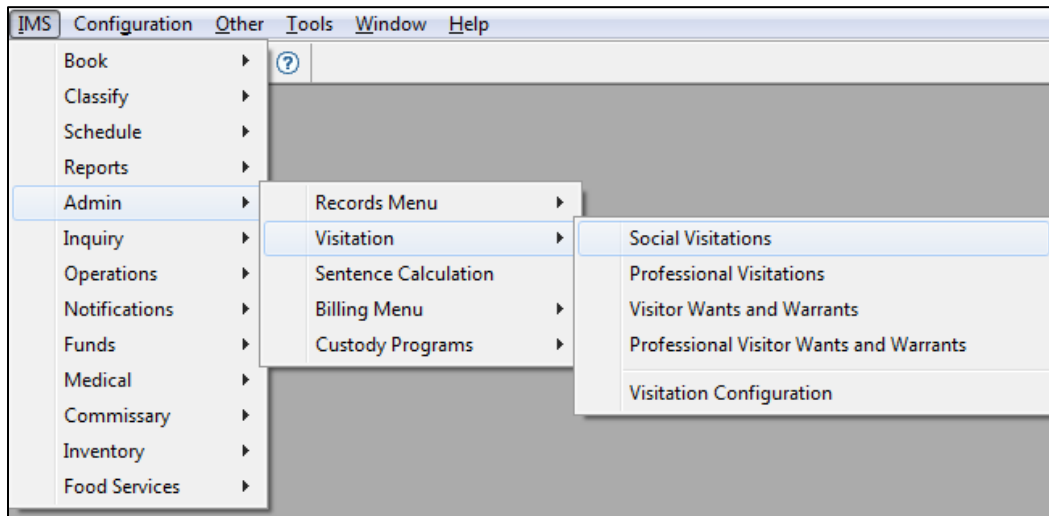 IMS Configuration Other Tools Window Help
Book
Classify
Schedule
Reports
Admin
Inquiry
Operations
Notifications
Funds
Medical
Commissary
Inventory
Food Services
Records Menu
Visitation
Sentence Calculation
Billing Menu
Custody Programs
Social Visitations
Professional Visitations
Visitor Wants and Warrants
Professional Visitor Wants and Warrants
Visitation Configuration